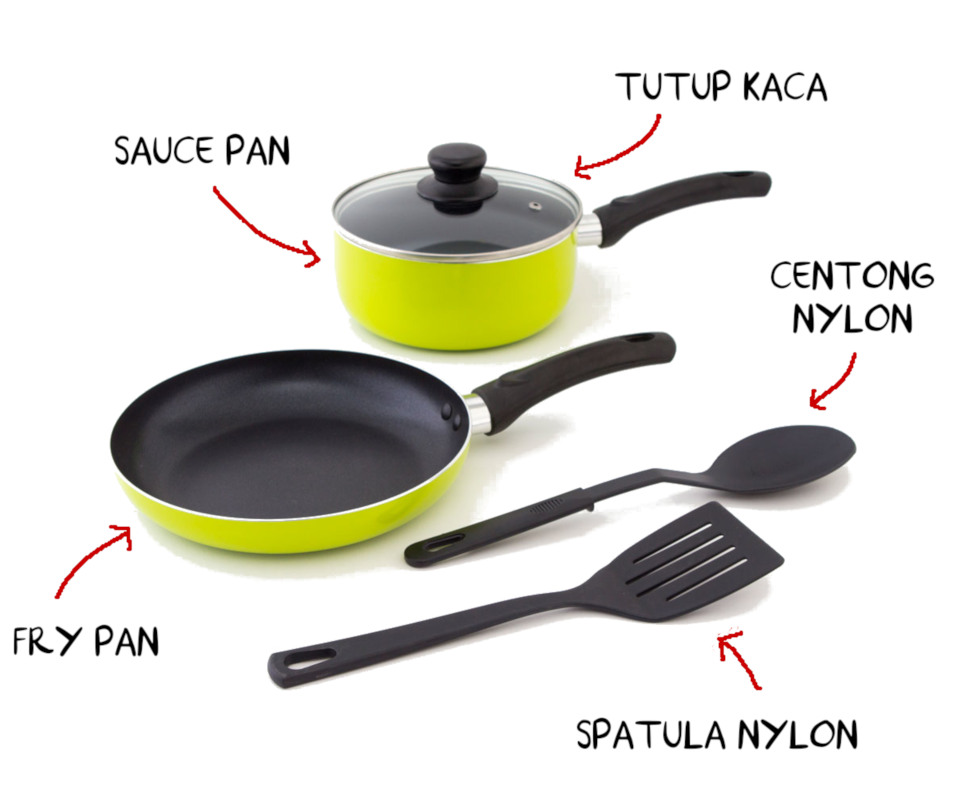 TUTUP KACA
SAUCE PAN
CENTONG
NYLON
FRY PAN
SPATULA NYLON